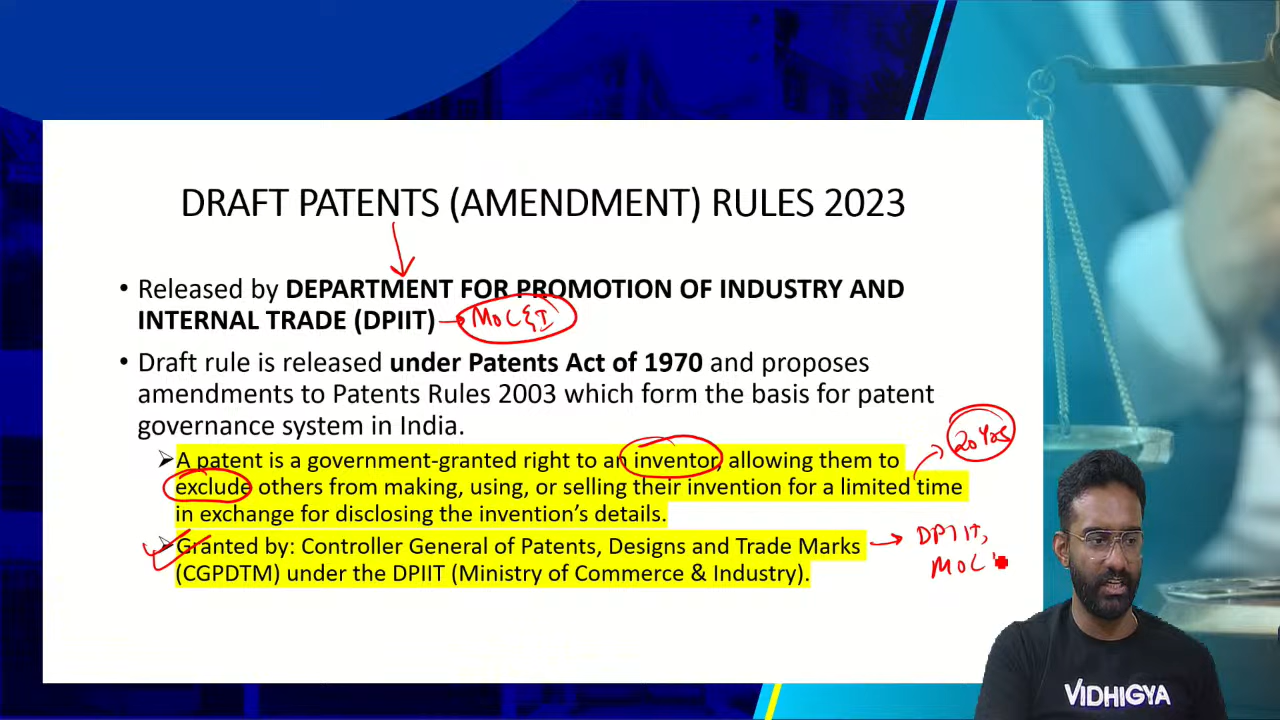 DRAFT PATENTS (AMENDMENT) RULES 2023
• Released by DEPARTMENT FOR PROMOTION OF INDUSTRY AND
INTERNAL TRADE (DPIIT) MoC&I
• Draft rule is released under Patents Act of 1970 and proposes
amendments to Patents Rules 2003 which form the basis for patent
governance system in India.
20 Yrs
➢A patent is a government-granted right to an inventor, allowing them to
exclude others from making, using, or selling their invention for a limited time
in exchange for disclosing the invention's details.
➢Granted by: Controller General of Patents, Designs and Trade Marks
(CGPDTM) under the DPIIT (Ministry of Commerce & Industry).
DPIIT,
MOC
VIDHIGYA